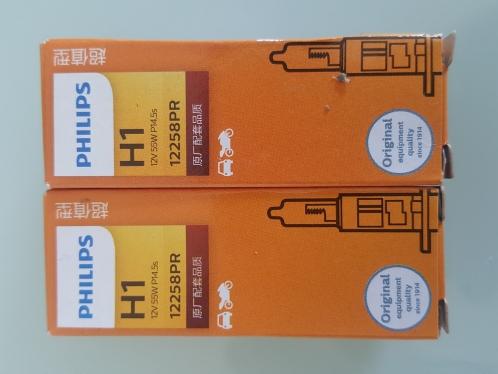 超值型
PHILIPS
H1
12V 55W P14.5s
12258PR
原厂配套品质
Original
equipment
quality
since 1914
超值型
PHILIPS
H1
12V 55W P14.5s
12258PR
原厂配套品质
Original
equipment
quality
since 1914